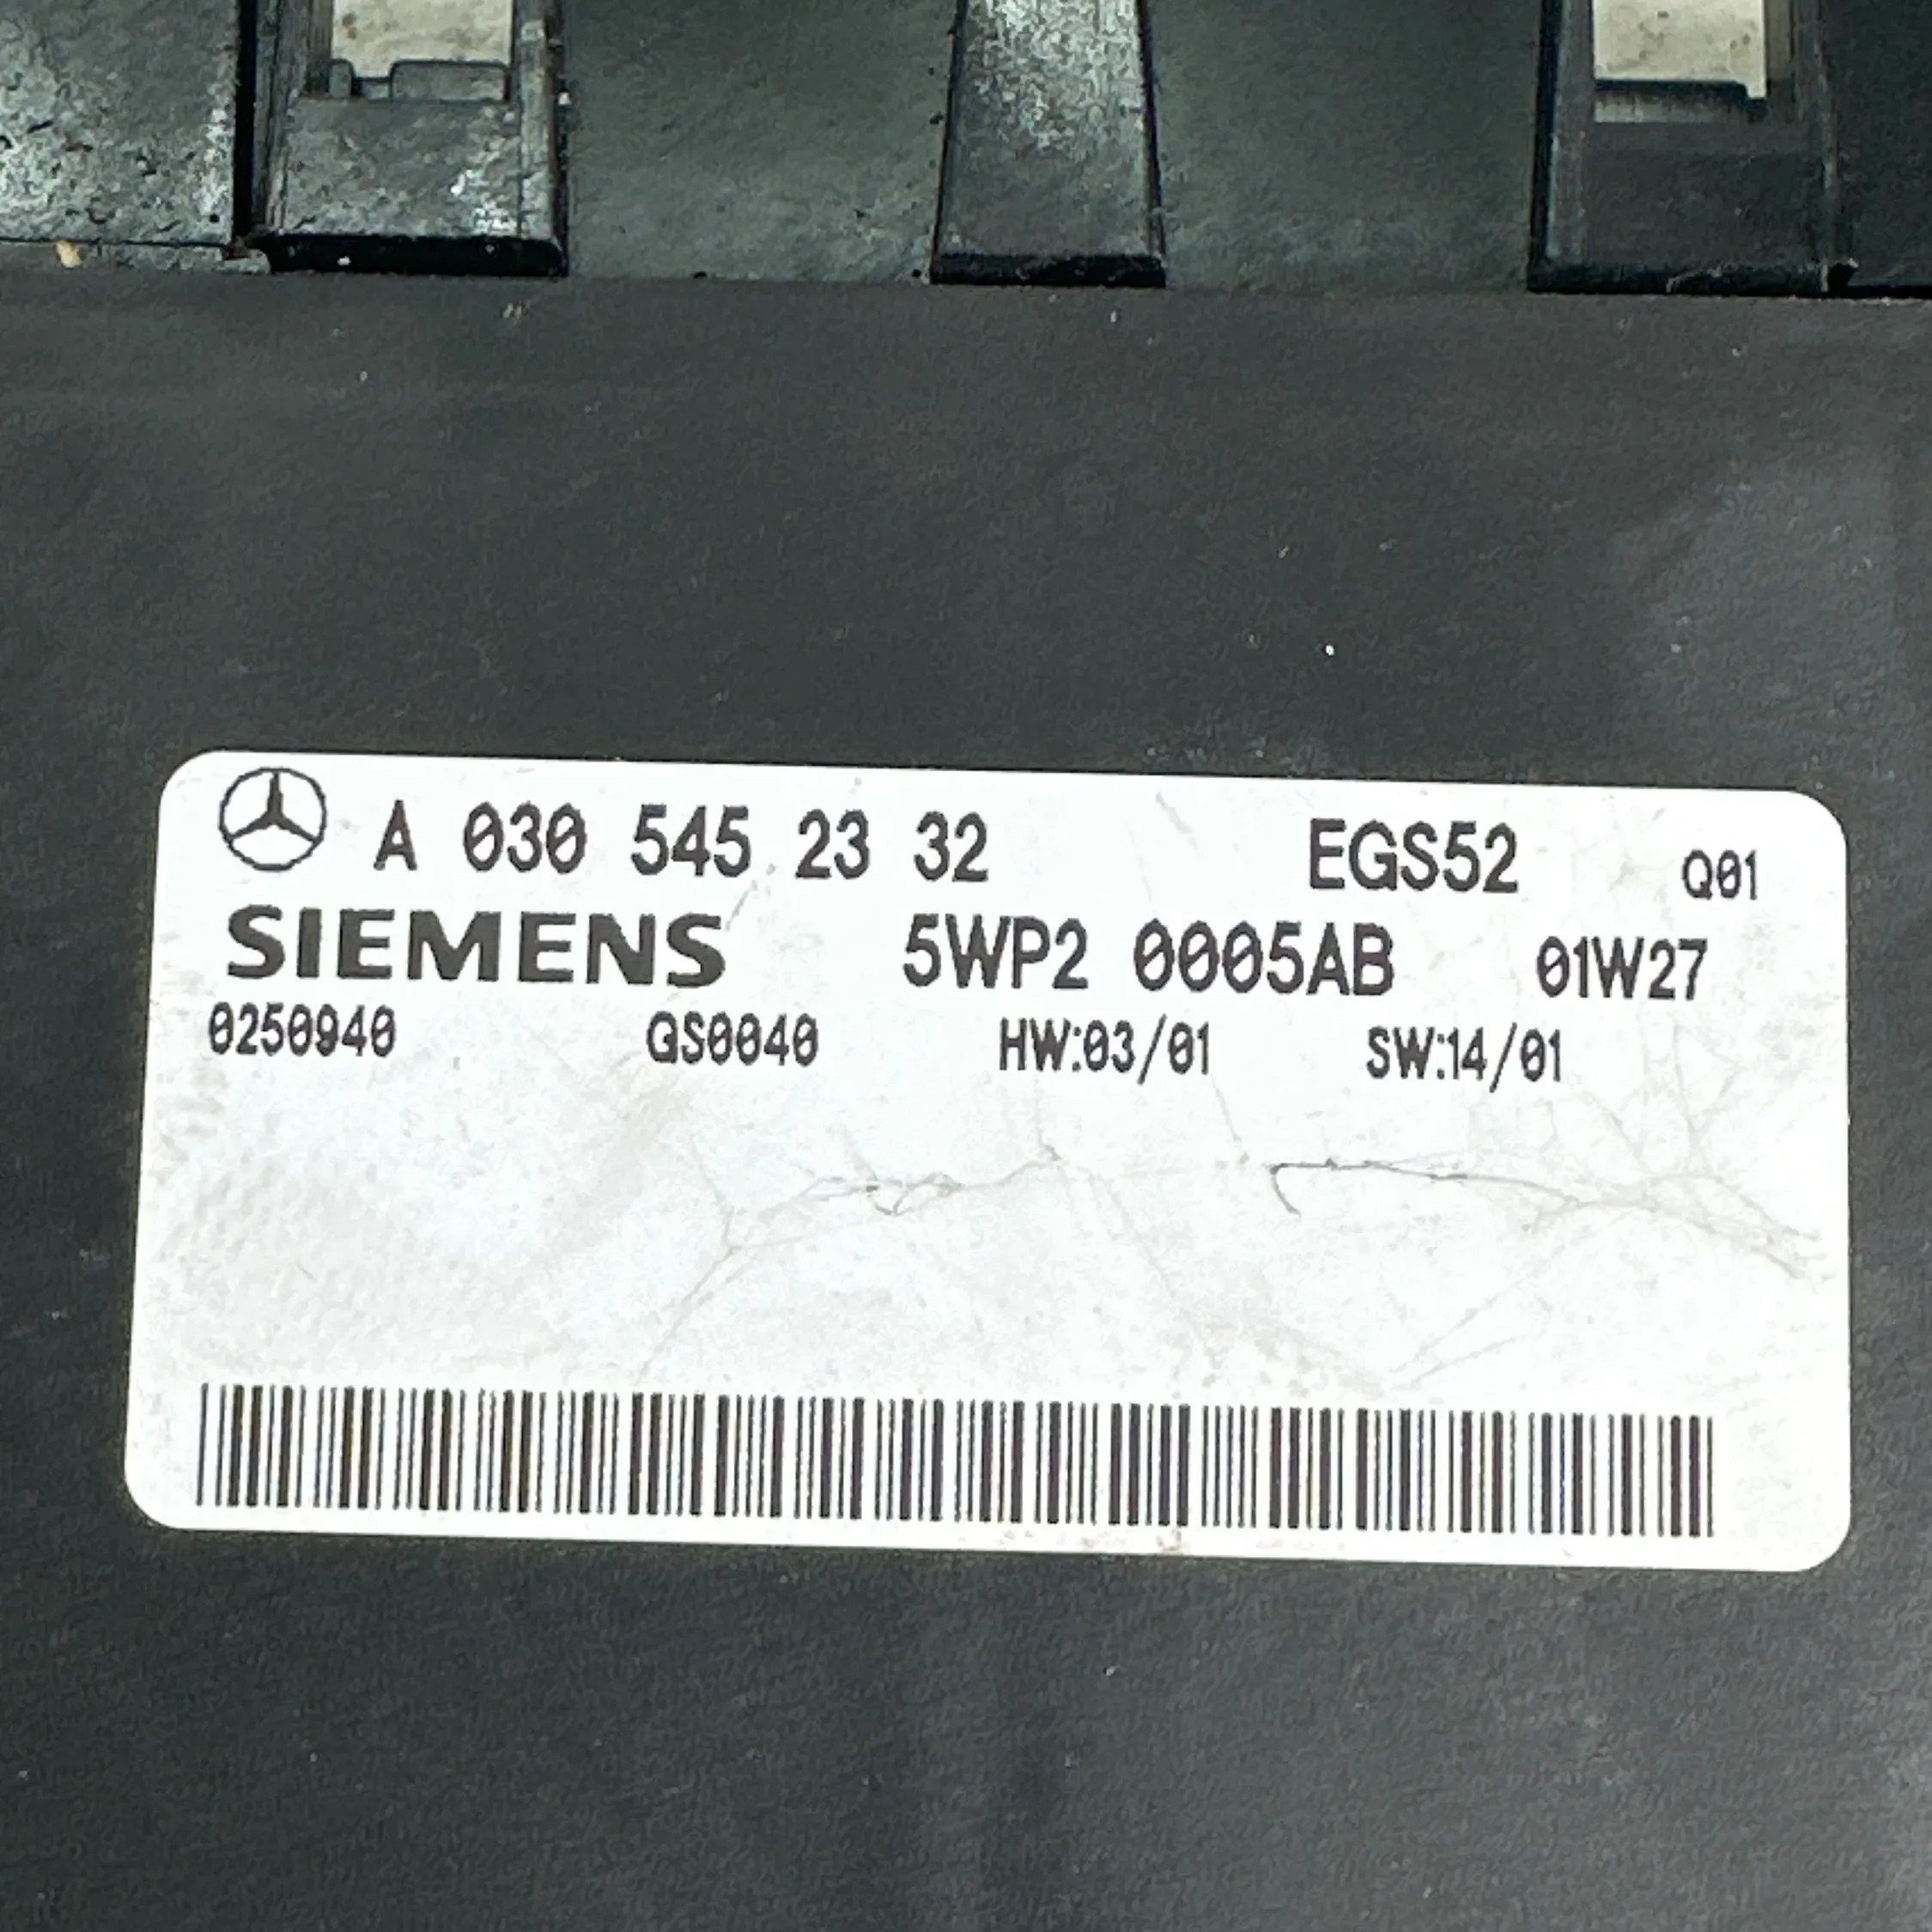 A 030 545 23 32 EGS52 Q01
SIEMENS 5WP2 0005AB 01W27
0250940 QS0040 HW:03/01 SW:14/01